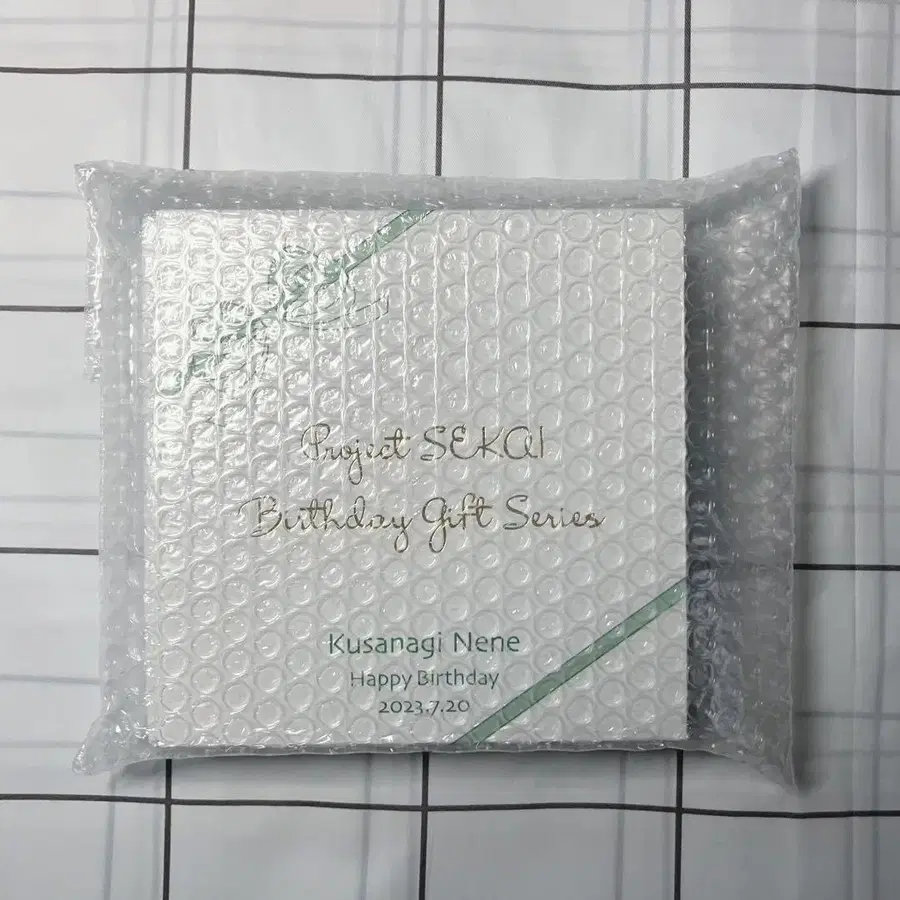 Project SEKAI
Birthday Gift Series
Kusanagi Nene
Happy Birthday
2023.7.20